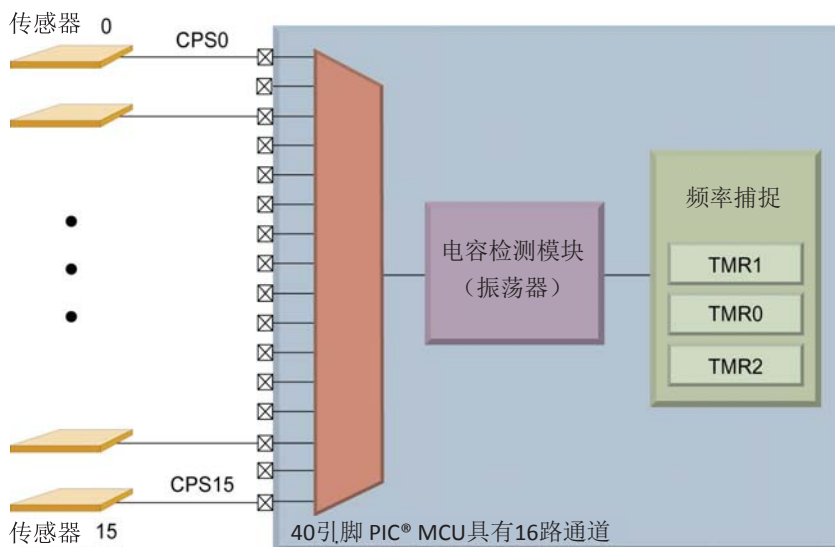 传感器 0
CPS0
频率捕捉
电容检测模块
（振荡器）
TMR1
TMR0
TMR2
CPS15
传感器 15
40引脚 PIC® MCU具有16路通道